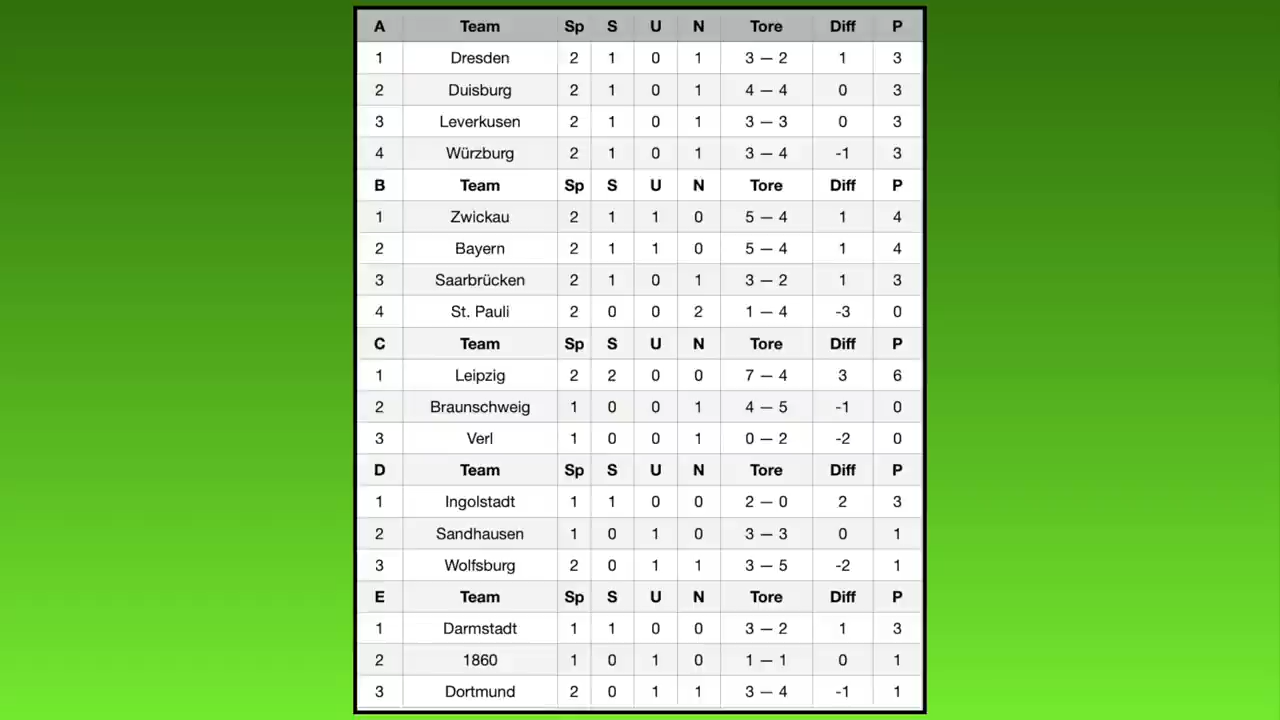 A Team Sp S U N Tore Diff P
1 Dresden 2 1 0 1 3 — 2 1 3
2 Duisburg 2 1 0 1 4 — 4 0 3
3 Leverkusen 2 1 0 1 3 — 3 0 3
4 Würzburg 2 1 0 1 3 — 4 -1 3
B Team Sp S U N Tore Diff P
1 Zwickau 2 1 1 0 5 — 4 1 4
2 Bayern 2 1 1 0 5 — 4 1 4
3 Saarbrücken 2 1 0 1 3 — 2 1 3
4 St. Pauli 2 0 0 2 1 — 4 -3 0
C Team Sp S U N Tore Diff P
1 Leipzig 2 2 0 0 7 — 4 3 6
2 Braunschweig 1 0 0 1 4 — 5 -1 0
3 Verl 1 0 0 1 0 — 2 -2 0
D Team Sp S U N Tore Diff P
1 Ingolstadt 1 1 0 0 2 — 0 2 3
2 Sandhausen 1 0 1 0 3 — 3 0 1
3 Wolfsburg 2 0 1 1 3 — 5 -2 1
E Team Sp S U N Tore Diff P
1 Darmstadt 1 1 0 0 3 — 2 1 3
2 1860 1 0 1 0 1 — 1 0 1
3 Dortmund 2 0 1 1 3 — 4 -1 1